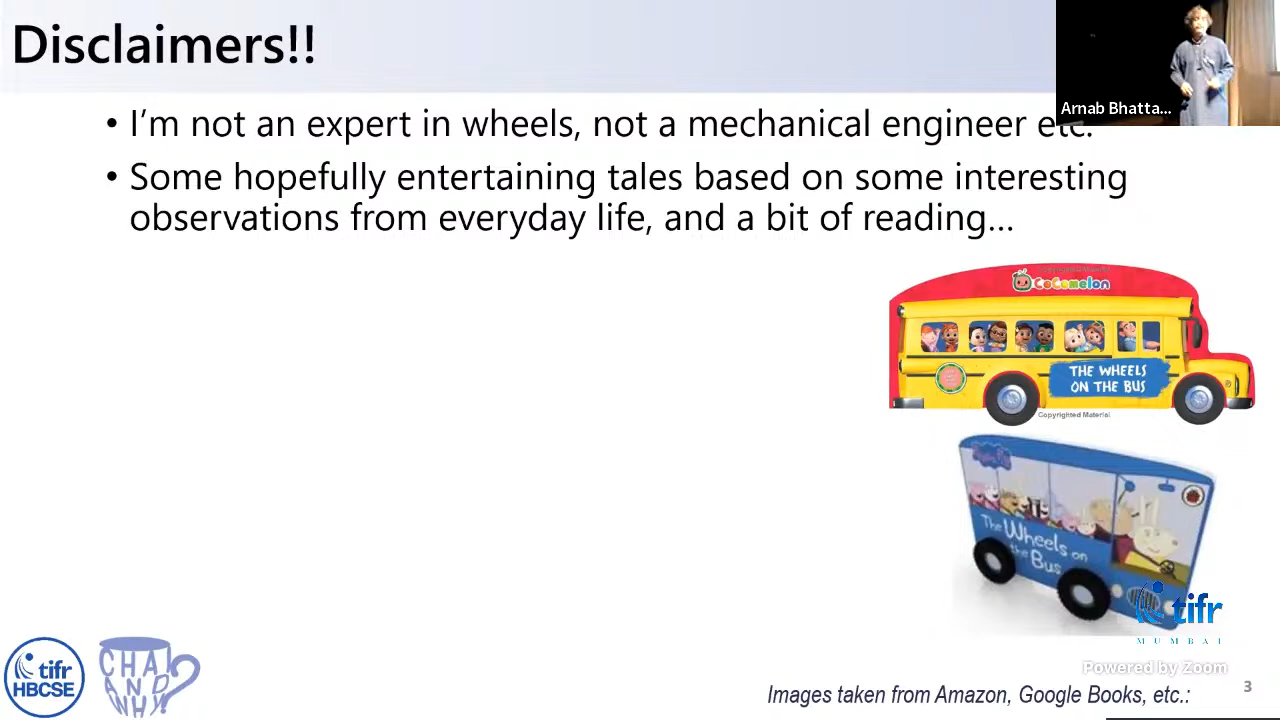 Disclaimers!!
Arnab Bhatta...
• I'm not an expert in wheels, not a mechanical engineer etc.
• Some hopefully entertaining tales based on some interesting
observations from everyday life, and a bit of reading...
CoComelon
THE WHEELS
ON THE BUS
Copyrighted Material
Peppa Pig
The Wheels on
the Bus
tifr
MUMBAI
tifr
HBCSE
CHAI
AND
WHY?
Powered by Zoom
Images taken from Amazon, Google Books, etc.:
3